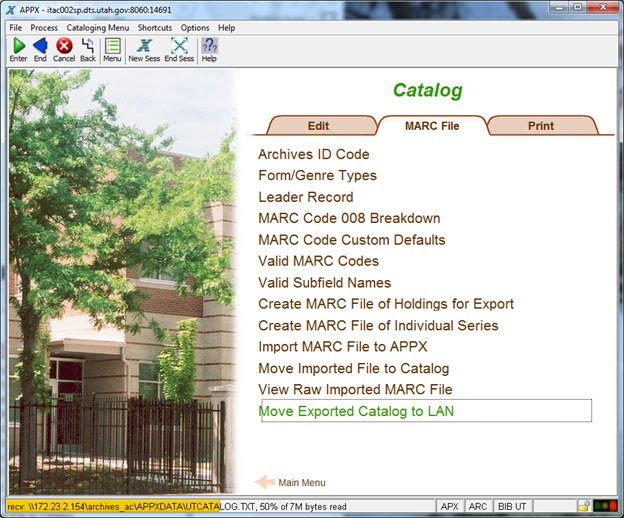 APPX - itac002sp.dts.utah.gov:8060:14691
File Process Cataloging Menu Shortcuts Options Help
Enter End Cancel Back Menu New Sess End Sess Help
Catalog
Edit MARC File Print
Archives ID Code
Form/Genre Types
Leader Record
MARC Code 008 Breakdown
MARC Code Custom Defaults
Valid MARC Codes
Valid Subfield Names
Create MARC File of Holdings for Export
Create MARC File of Individual Series
Import MARC File to APPX
Move Imported File to Catalog
View Raw Imported MARC File
Move Exported Catalog to LAN
Main Menu
recv: \\172.23.2.154\archives_ac\APPXDATA\UTCATALOG.TXT, 50% of 7M bytes read APX ARC BIB UT